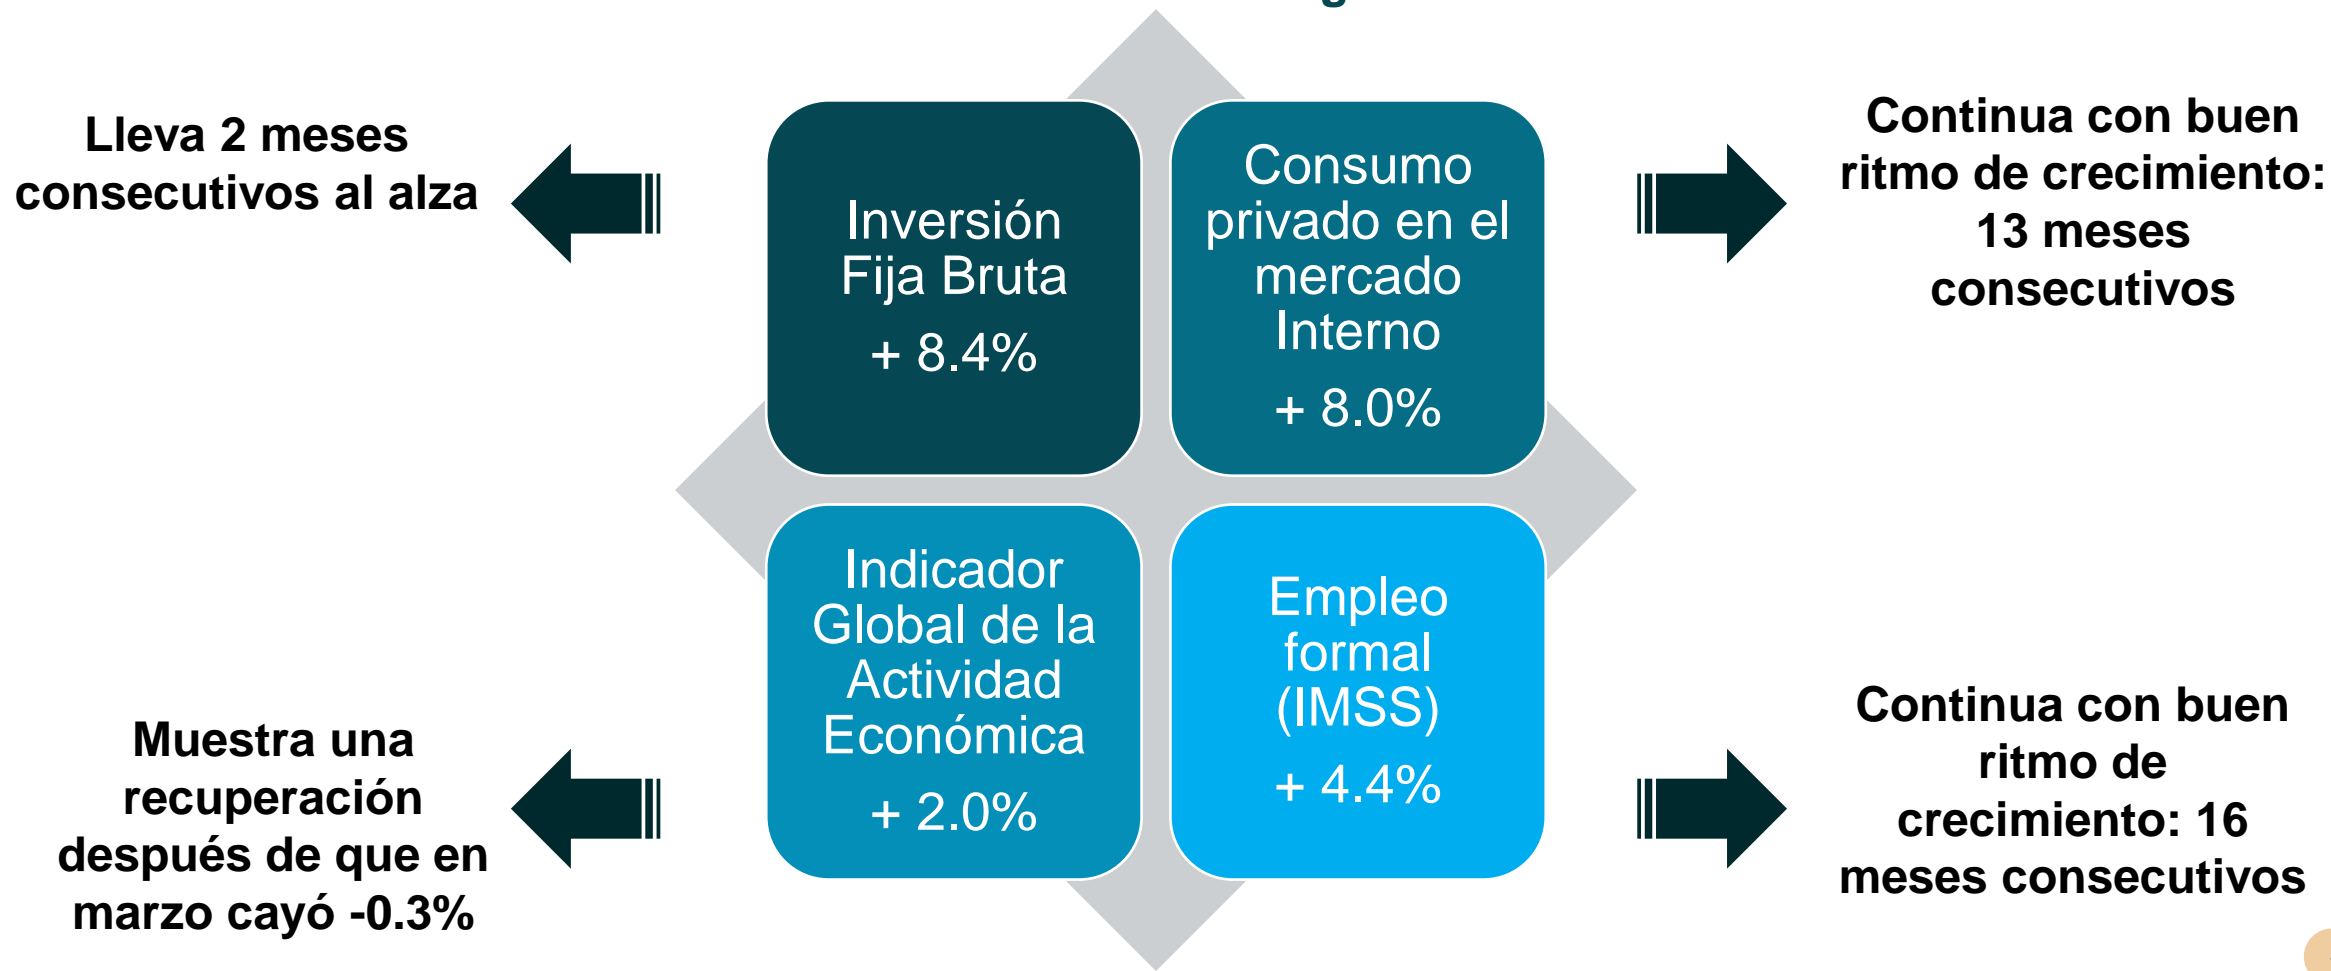 Lleva 2 meses
consecutivos al alza
Inversión
Fija Bruta
+ 8.4%
Consumo
privado en el
mercado
Interno
+ 8.0%
Continua con buen
ritmo de crecimiento:
13 meses
consecutivos
Muestra una
recuperación
después de que en
marzo cayó -0.3%
Indicador
Global de la
Actividad
Económica
+ 2.0%
Empleo
formal
(IMSS)
+ 4.4%
Continua con buen
ritmo de
crecimiento: 16
meses consecutivos